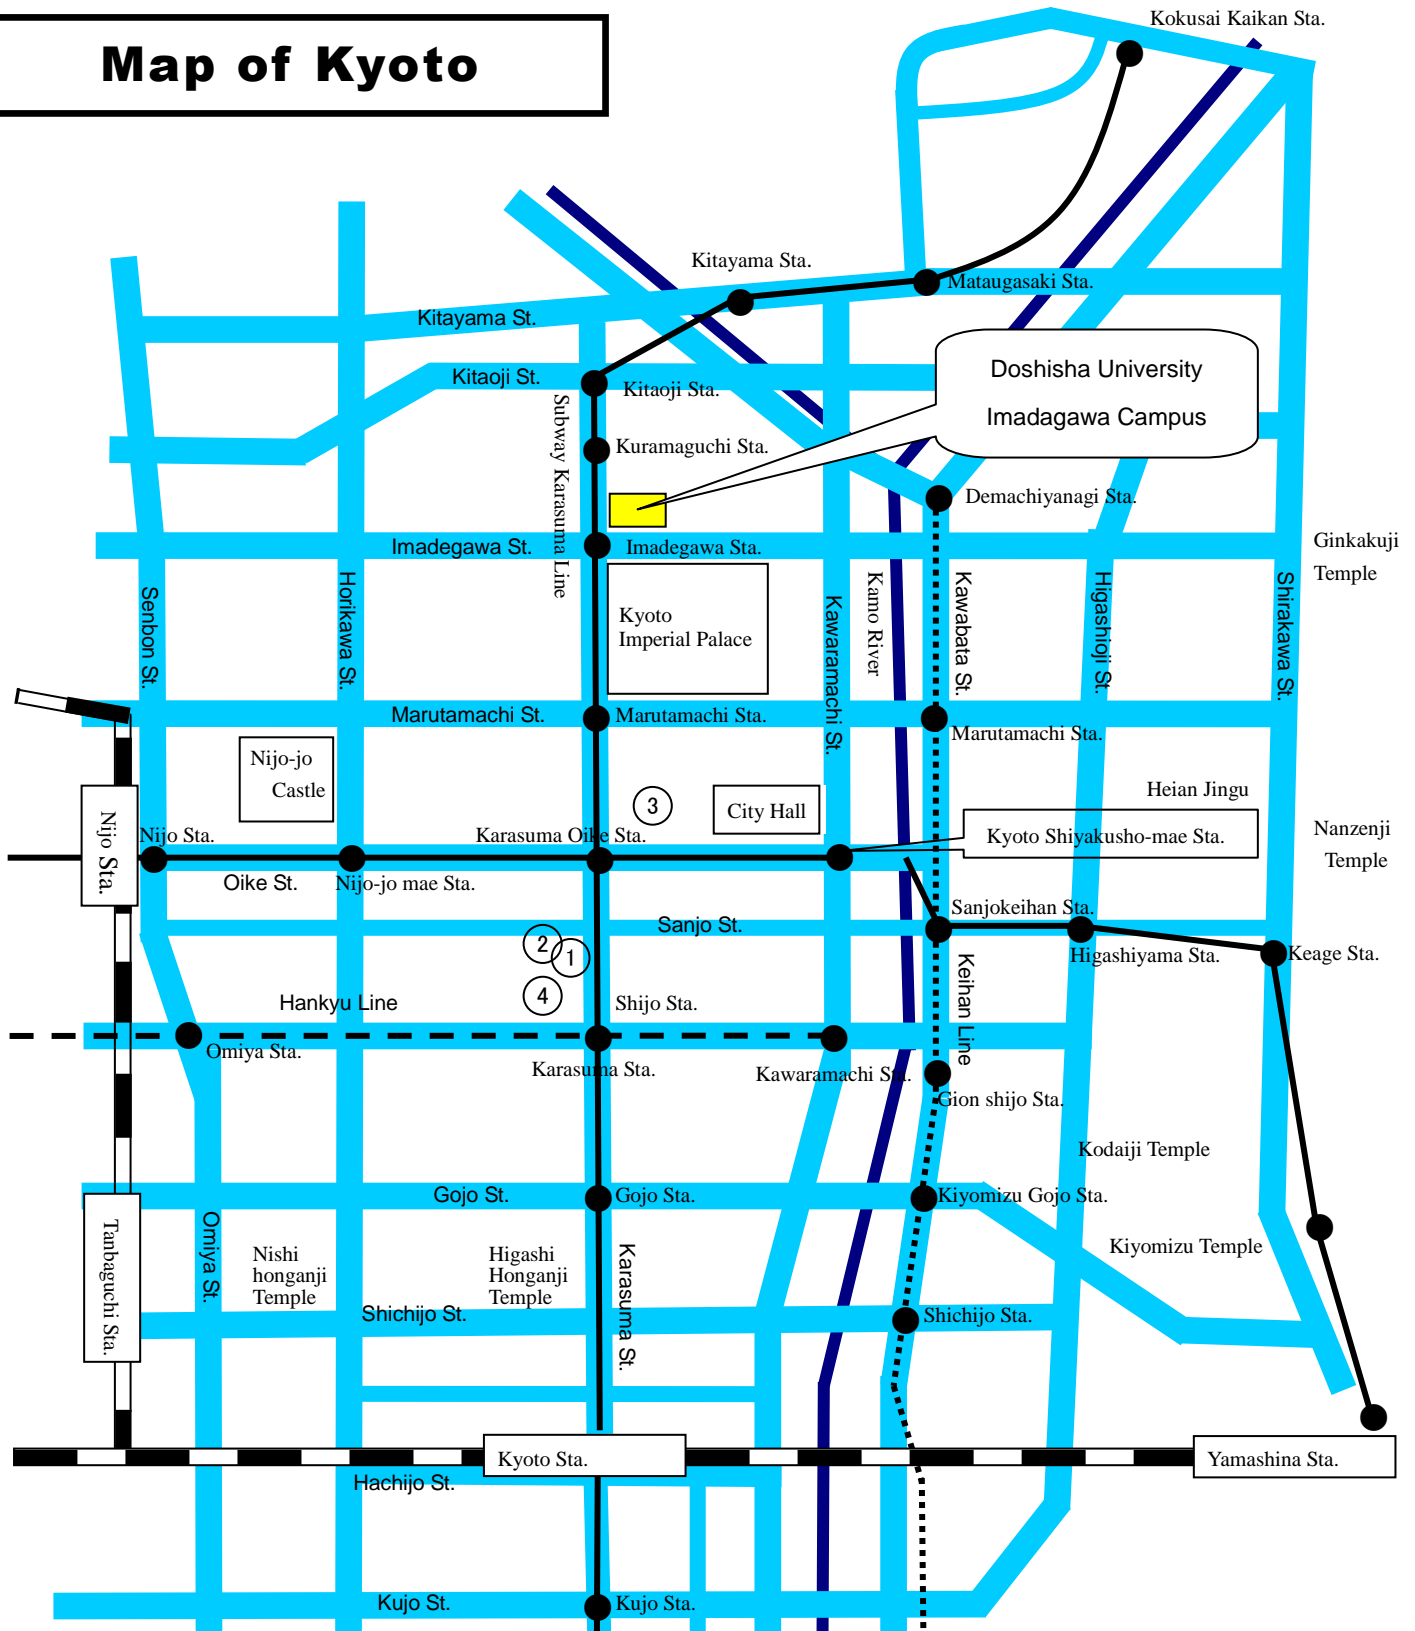 Map of Kyoto
Kokusai Kaikan Sta.
Kitayama Sta.
Mataugasaki Sta.
Kitayama St.
Doshisha University
Imadagawa Campus
Kitaoji St.
Kitaoji Sta.
Subway Karasuma Line
Kuramaguchi Sta.
Demachiyanagi Sta.
Imadegawa St.
Imadegawa Sta.
Ginkakuji
Temple
Senbon St.
Horikawa St.
Kyoto
Imperial Palace
Kawaramachi St.
Kamo River
Kawabata St.
Higashioji St.
Shirakawa St.
Marutamachi St.
Marutamachi Sta.
Marutamachi Sta.
Nijo-jo
Castle
3
City Hall
Heian Jingu
Nijo Sta.
Nijo Sta.
Karasuma Oike Sta.
Kyoto Shiyakusho-mae Sta.
Nanzenji
Temple
Oike St.
Nijo-jo mae Sta.
Sanjo St.
Sanjokeihan Sta.
2
1
Higashiyama Sta.
Keage Sta.
4
Hankyu Line
Shijo Sta.
Keihan Line
Omiya Sta.
Karasuma Sta.
Kawaramachi Sta.
Gion shijo Sta.
Kodaiji Temple
Gojo St.
Gojo Sta.
Kiyomizu Gojo Sta.
Tanbaguchi Sta.
Omiya St.
Nishi
honganji
Temple
Higashi
Honganji
Temple
Karasuma St.
Kiyomizu Temple
Shichijo St.
Shichijo Sta.
Kyoto Sta.
Yamashina Sta.
Hachijo St.
Kujo St.
Kujo Sta.